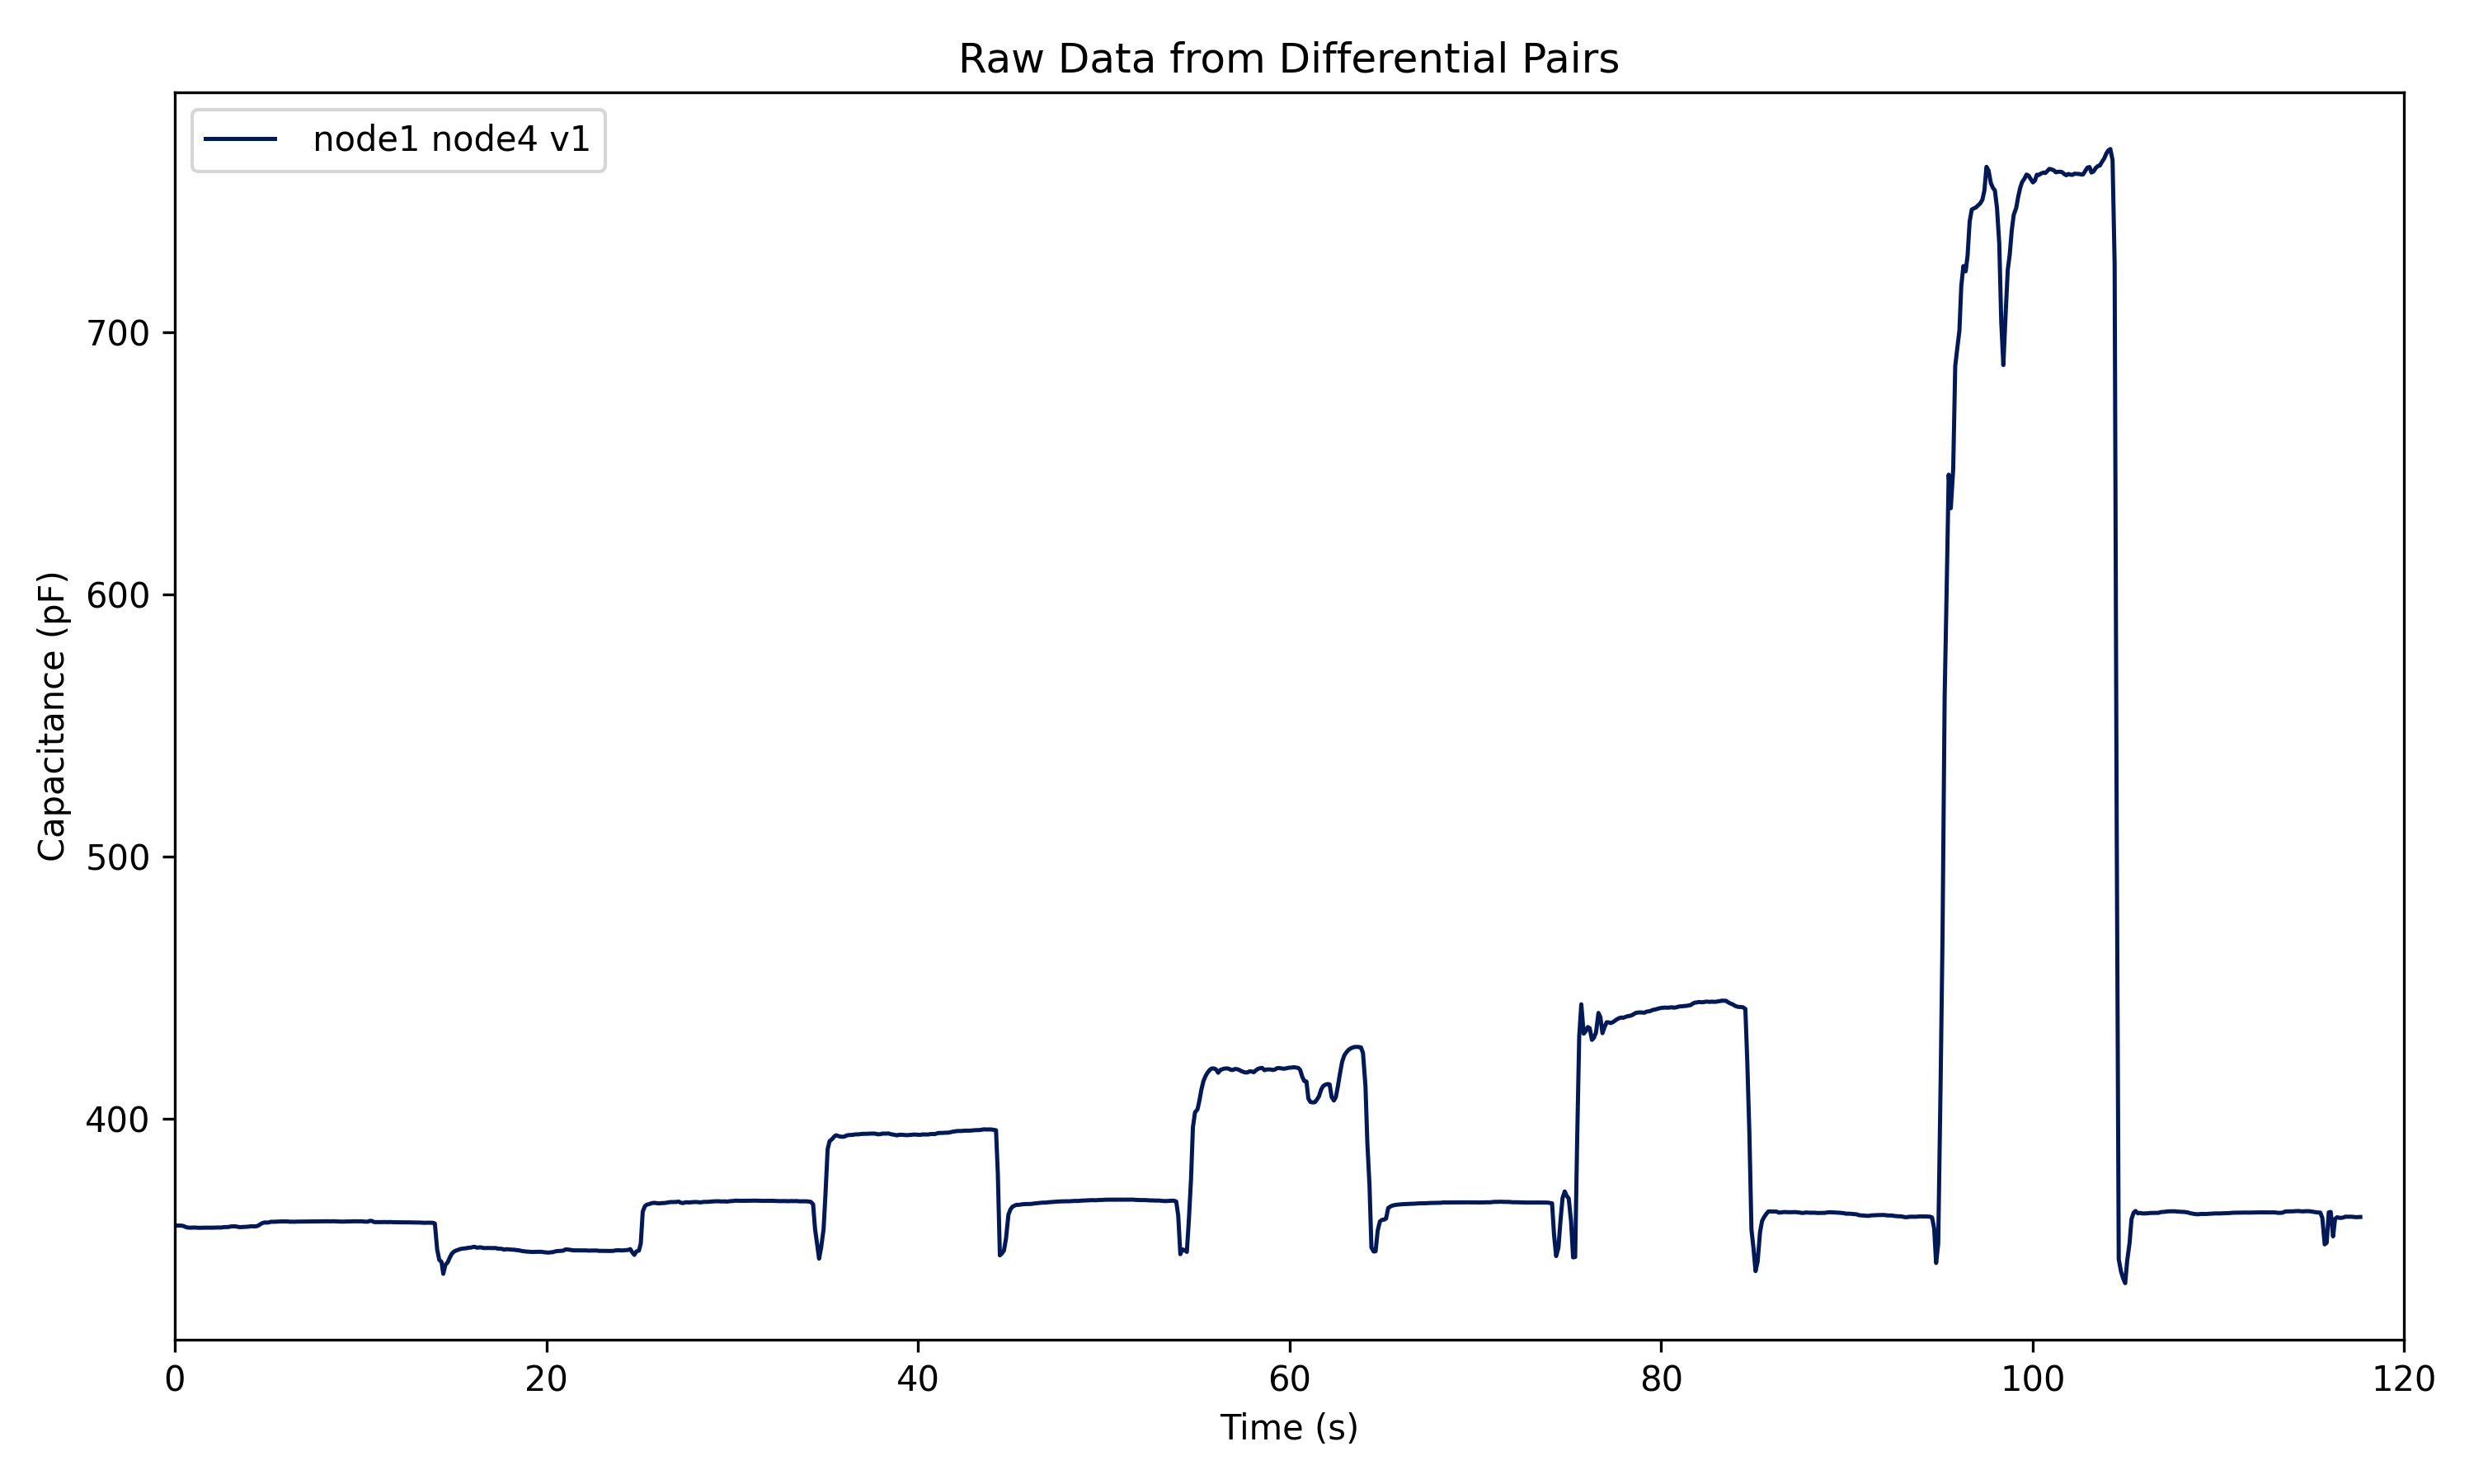 Raw Data from Differential Pairs
node1 node4 v1
Capacitance (pF)
700
600
500
400
0 20 40 60 80 100 120
Time (s)